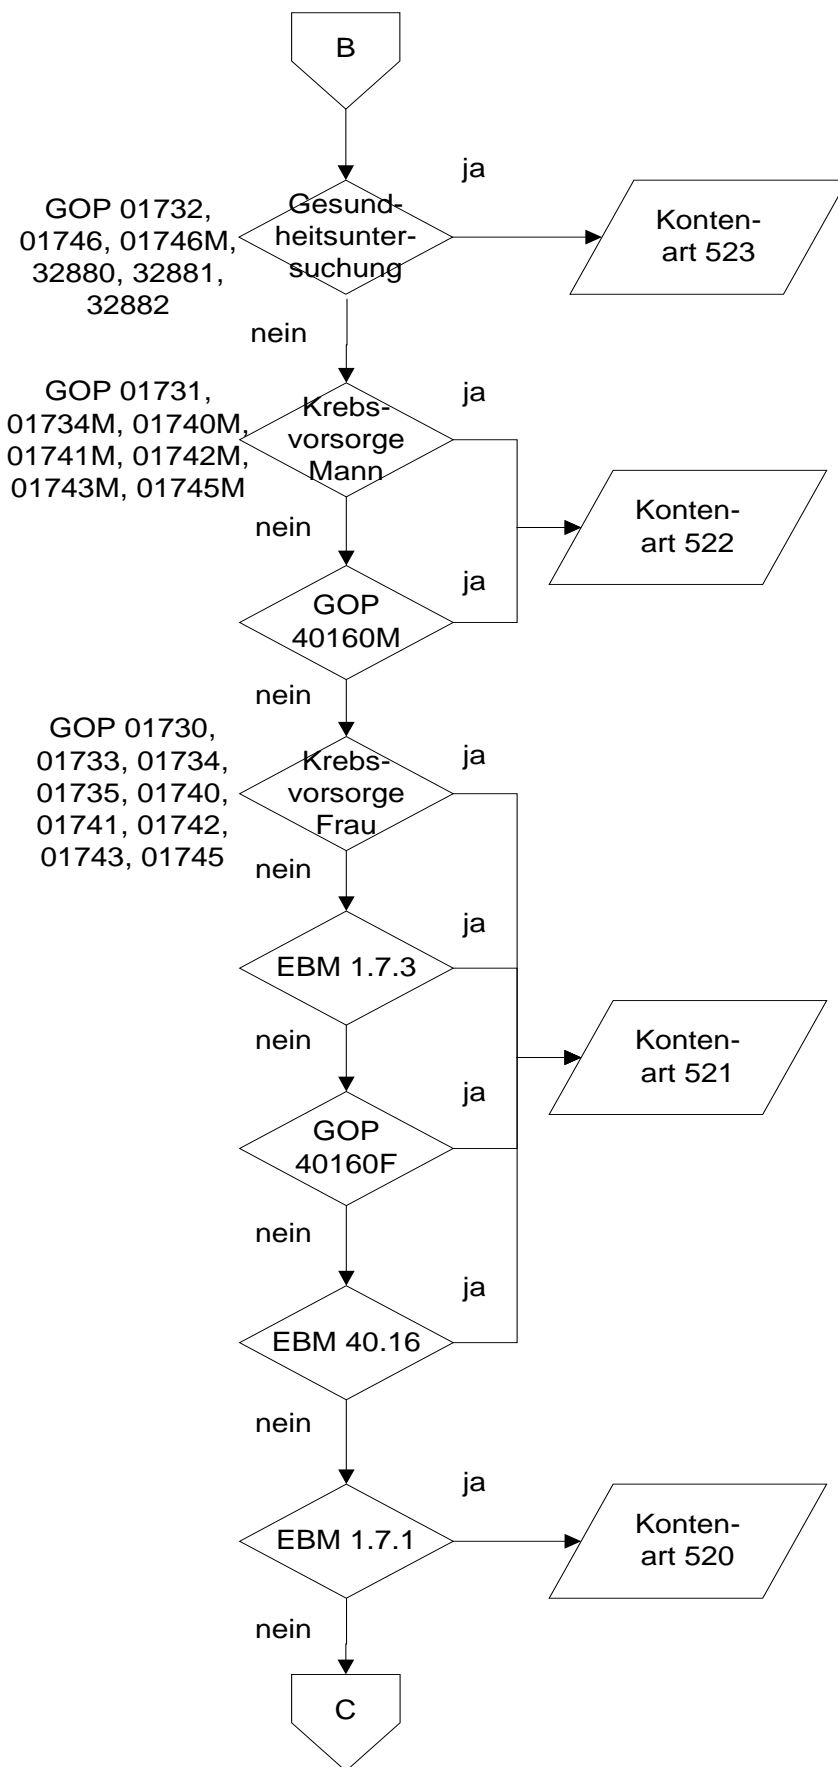 B
ja
GOP 01732,
01746, 01746M,
32880, 32881,
32882
Gesund-
heitsunter-
suchung
Konten-
art 523
nein
GOP 01731,
01734M, 01740M,
01741M, 01742M,
01743M, 01745M
Krebs-
vorsorge
Mann
ja
nein
Konten-
art 522
GOP
40160M
ja
nein
GOP 01730,
01733, 01734,
01735, 01740,
01741, 01742,
01743, 01745
Krebs-
vorsorge
Frau
ja
nein
EBM 1.7.3
ja
nein
Konten-
art 521
GOP
40160F
ja
nein
EBM 40.16
ja
nein
EBM 1.7.1
ja
Konten-
art 520
nein
C